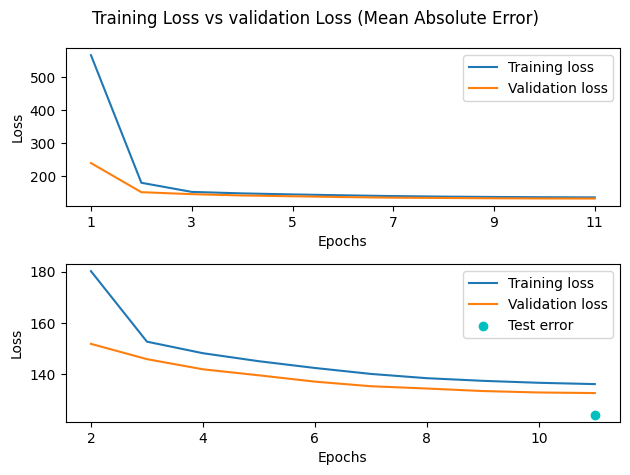 Training Loss vs validation Loss (Mean Absolute Error)
Training loss
Validation loss
500
400
300
200
Loss
1 3 5 7 9 11
Epochs
Training loss
Validation loss
Test error
180
160
140
Loss
2 4 6 8 10
Epochs